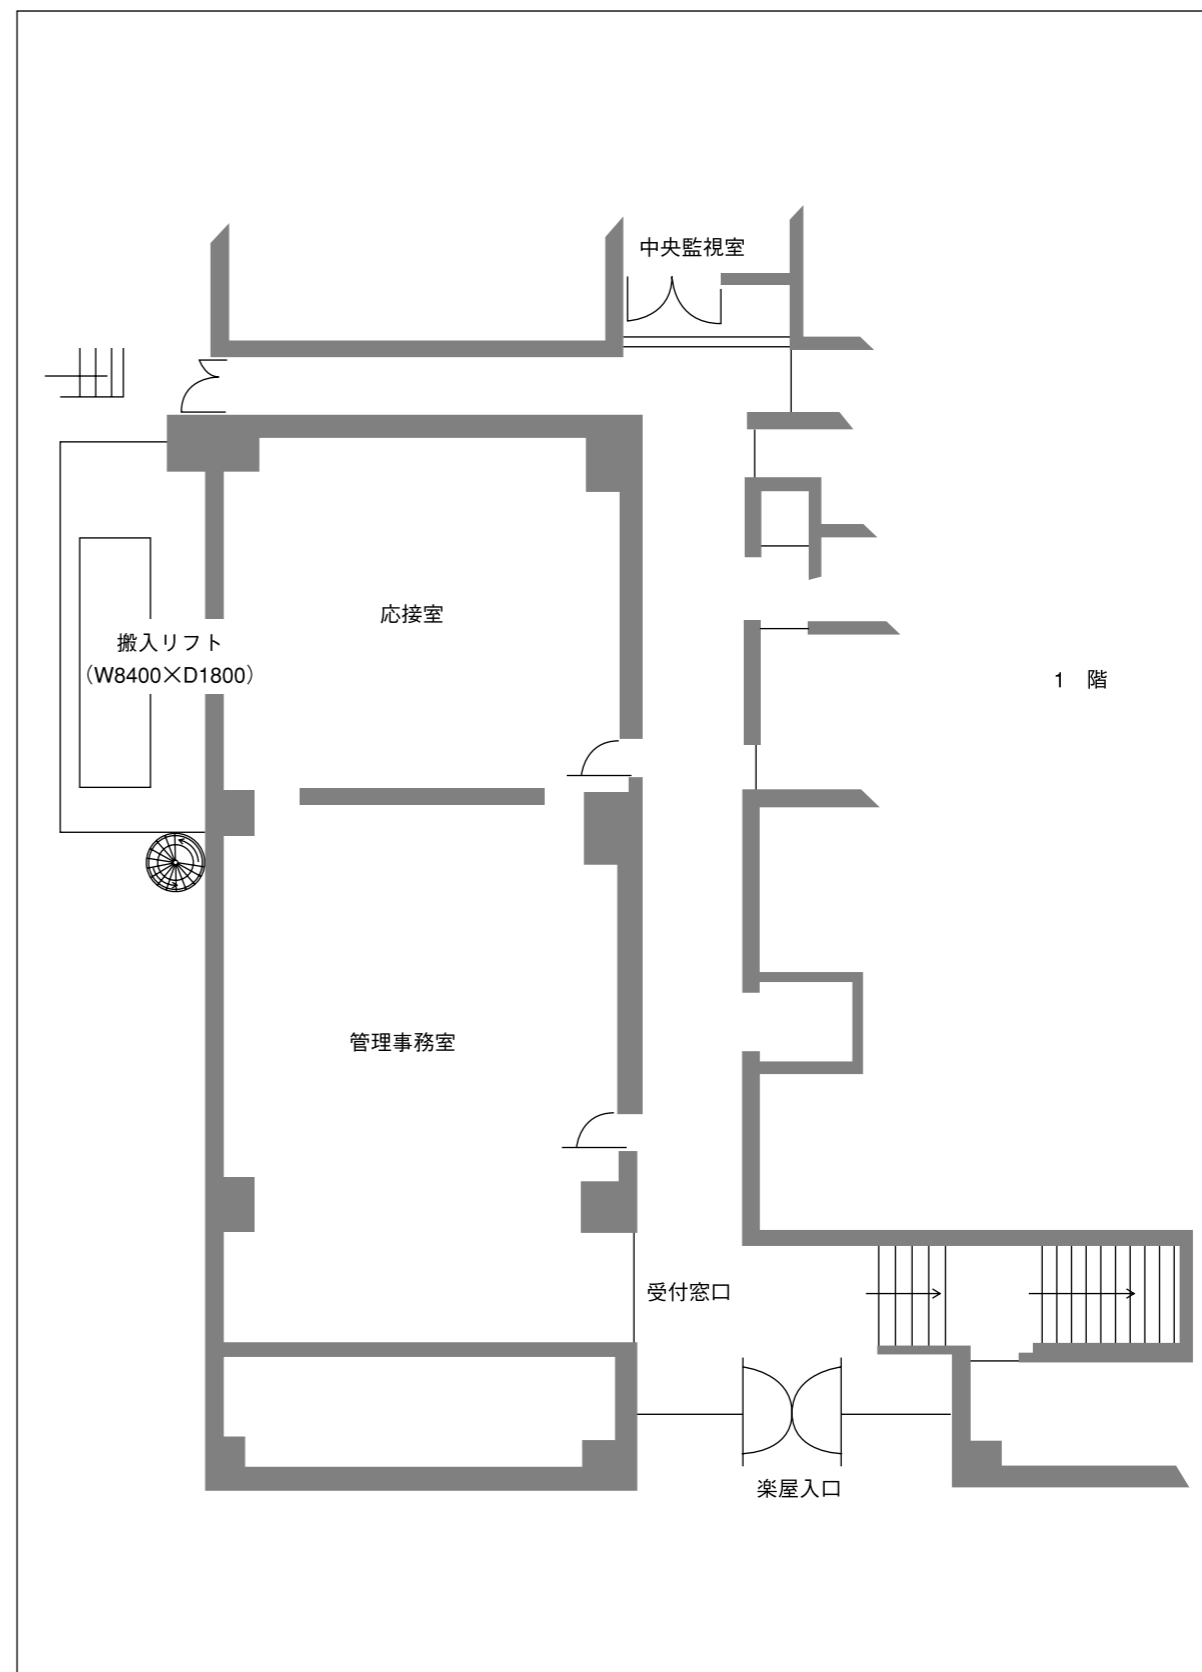 中央監視室
応接室
搬入リフト
（W8400×D1800）
1 階
管理事務室
受付窓口
楽屋入口